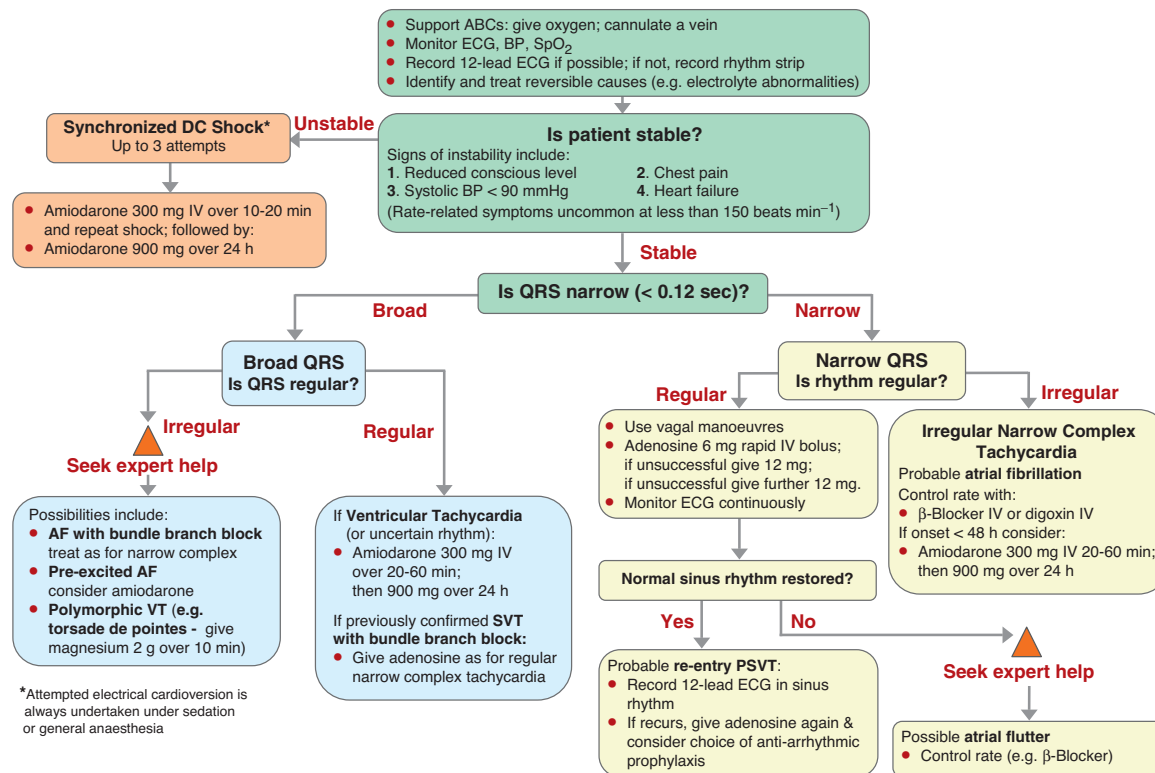 Support ABCs: give oxygen; cannulate a vein
Monitor ECG, BP, SpO₂
Record 12-lead ECG if possible; if not, record rhythm strip
Identify and treat reversible causes (e.g. electrolyte abnormalities)
Synchronized DC Shock*
Up to 3 attempts
Unstable
Is patient stable?
Signs of instability include:
1. Reduced conscious level 2. Chest pain
3. Systolic BP < 90 mmHg 4. Heart failure
(Rate-related symptoms uncommon at less than 150 beats min⁻¹)
Amiodarone 300 mg IV over 10-20 min
and repeat shock; followed by:
Amiodarone 900 mg over 24 h
Stable
Is QRS narrow (< 0.12 sec)?
Broad
Narrow
Broad QRS
Is QRS regular?
Narrow QRS
Is rhythm regular?
Irregular
Regular
Regular
Irregular
Seek expert help
Possibilities include:
AF with bundle branch block
treat as for narrow complex
Pre-excited AF
consider amiodarone
Polymorphic VT (e.g.
torsade de pointes - give
magnesium 2 g over 10 min)
If Ventricular Tachycardia
(or uncertain rhythm):
Amiodarone 300 mg IV
over 20-60 min;
then 900 mg over 24 h
If previously confirmed SVT
with bundle branch block:
Give adenosine as for regular
narrow complex tachycardia
Use vagal manoeuvres
Adenosine 6 mg rapid IV bolus;
if unsuccessful give 12 mg;
if unsuccessful give further 12 mg.
Monitor ECG continuously
Irregular Narrow Complex
Tachycardia
Probable atrial fibrillation
Control rate with:
β-Blocker IV or digoxin IV
If onset < 48 h consider:
Amiodarone 300 mg IV 20-60 min;
then 900 mg over 24 h
Normal sinus rhythm restored?
Yes
No
Probable re-entry PSVT:
Record 12-lead ECG in sinus
rhythm
If recurs, give adenosine again &
consider choice of anti-arrhythmic
prophylaxis
Seek expert help
Possible atrial flutter
Control rate (e.g. β-Blocker)
*Attempted electrical cardioversion is
always undertaken under sedation
or general anaesthesia